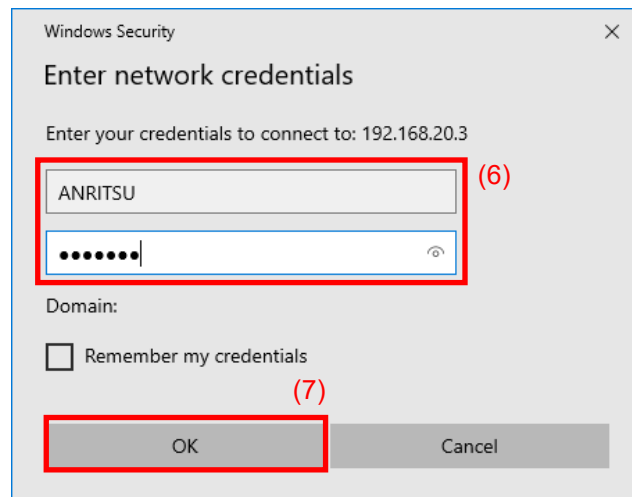 Windows Security
Enter network credentials
Enter your credentials to connect to: 192.168.20.3
(6)
ANRITSU
●●●●●●●
Domain:
Remember my credentials
(7)
OK Cancel